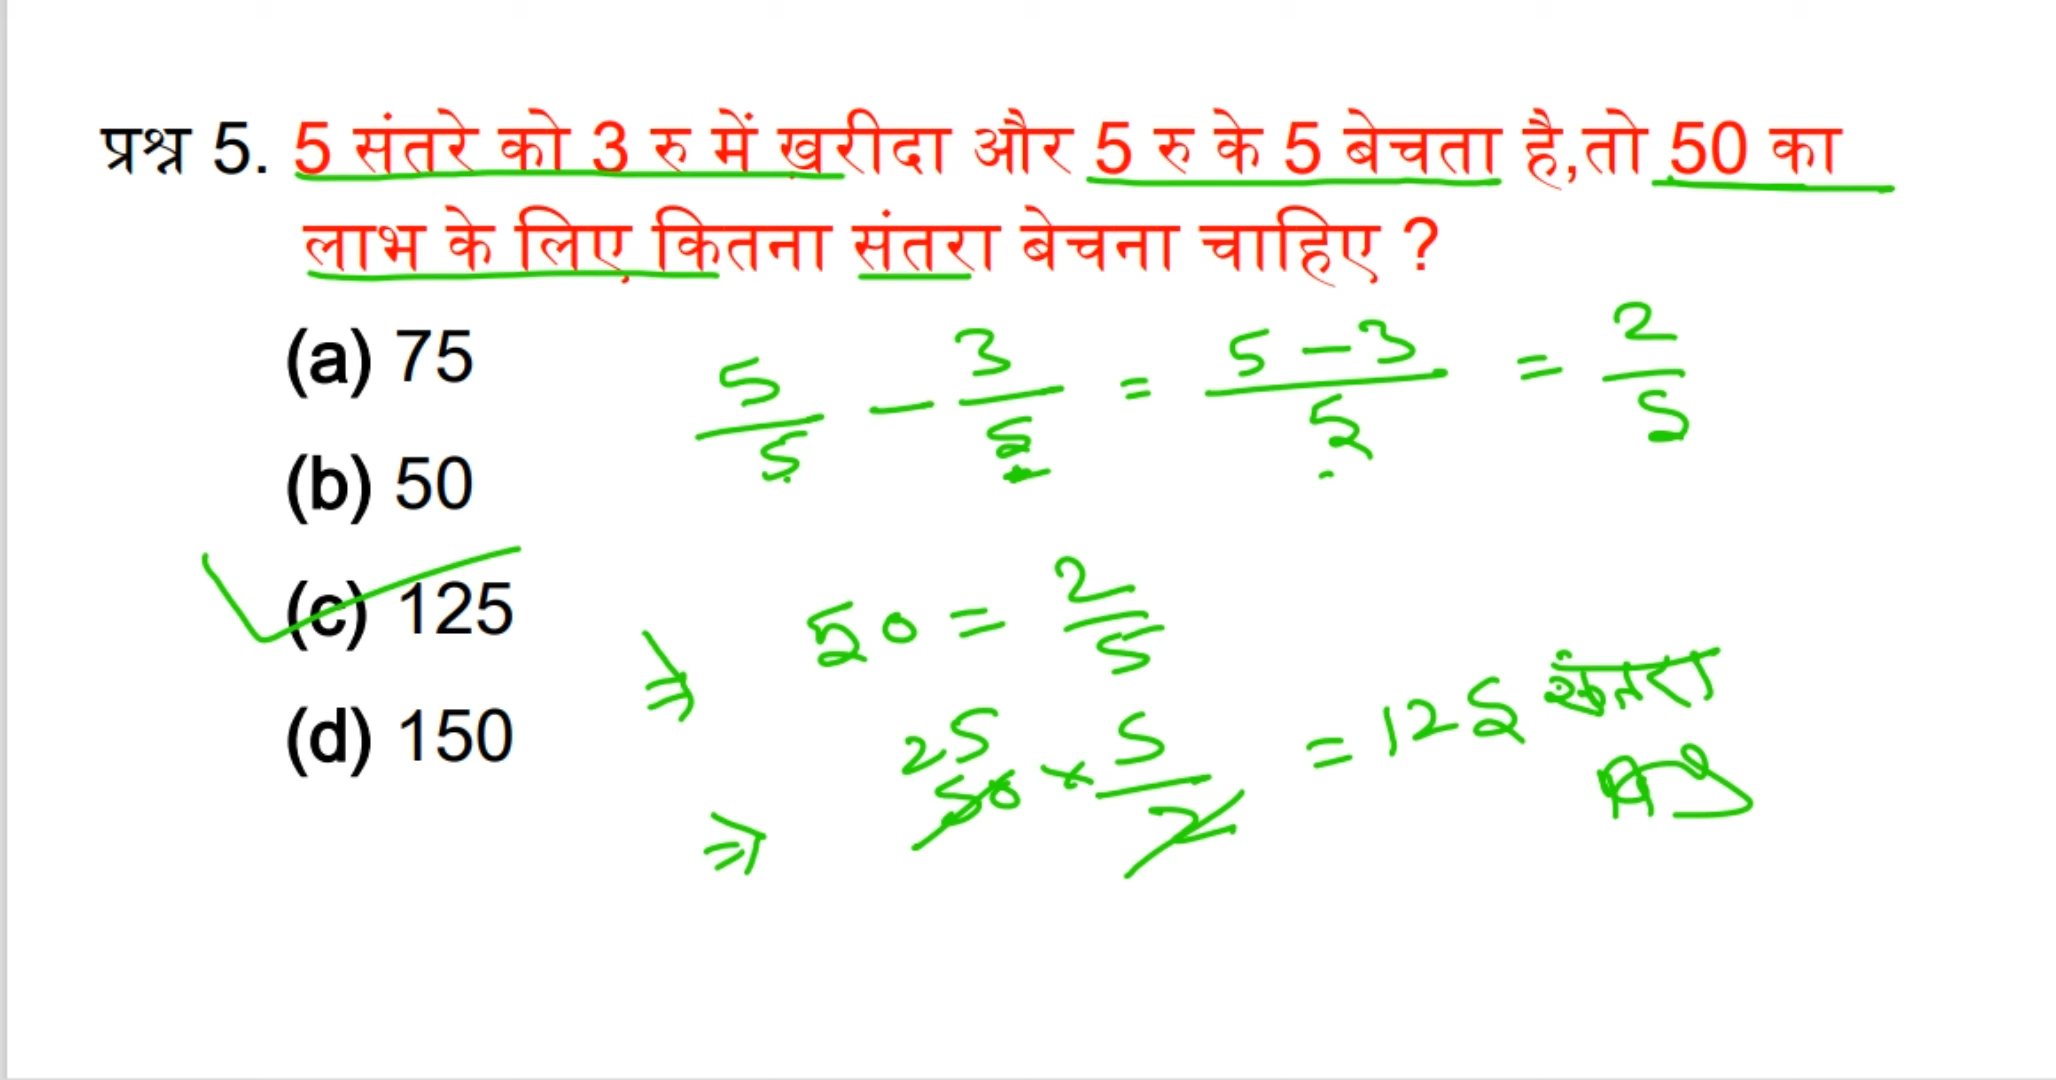 प्रश्न 5. 5 संतरे को 3 रु में खरीदा और 5 रु के 5 बेचता है,तो 50 का
लाभ के लिए कितना संतरा बेचना चाहिए ?
(a) 75
(b) 50
(c) 125
(d) 150
5/5 - 3/5 = 5-3/5 = 2/5
⇒ 50 = 2/5
⇒ 25 50 × 5/2 = 125 संतरा